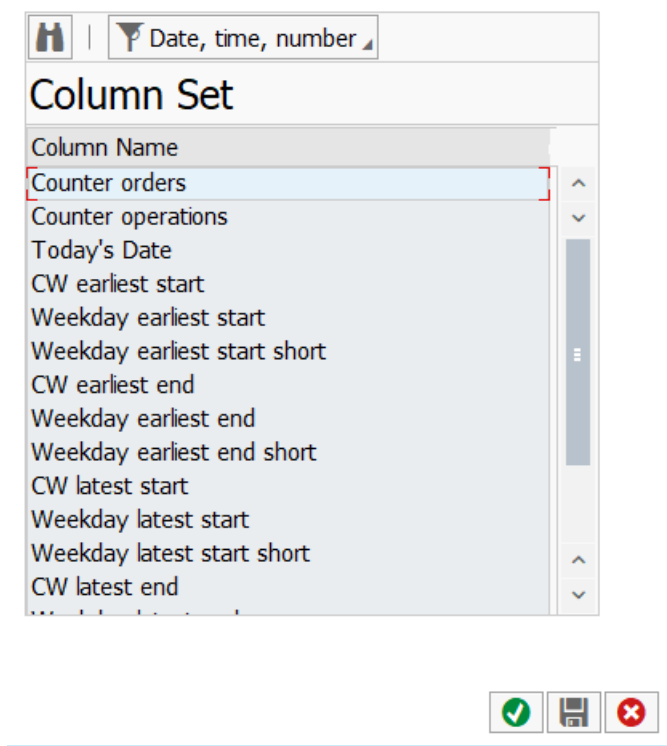 Date, time, number
Column Set
Column Name
Counter orders
Counter operations
Today's Date
CW earliest start
Weekday earliest start
Weekday earliest start short
CW earliest end
Weekday earliest end
Weekday earliest end short
CW latest start
Weekday latest start
Weekday latest start short
CW latest end